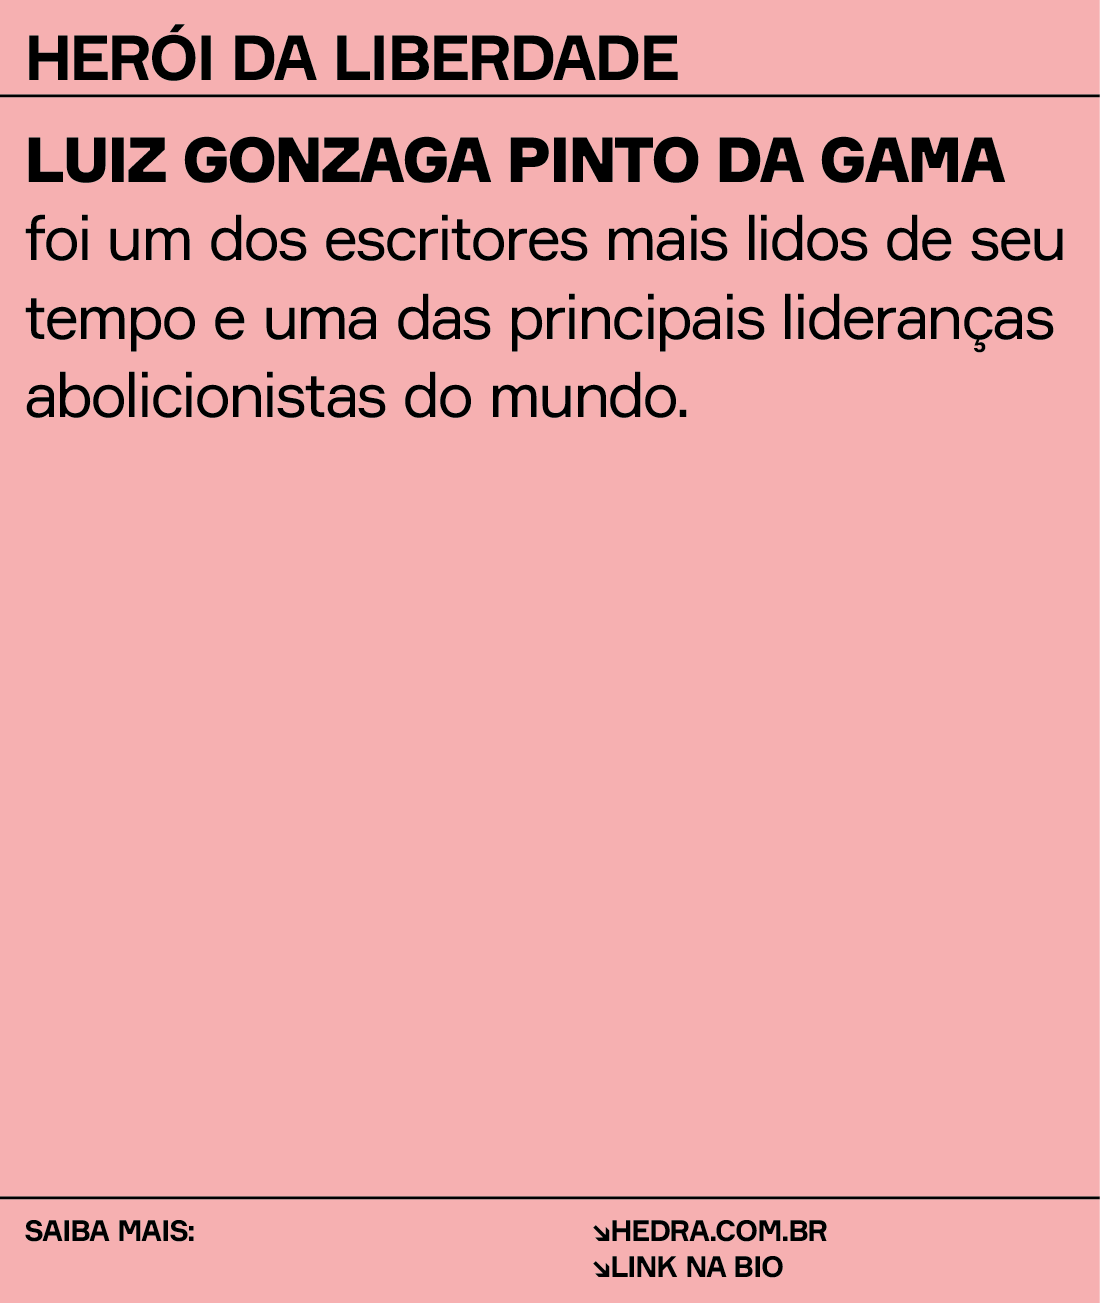 HERÓI DA LIBERDADE
LUIZ GONZAGA PINTO DA GAMA
foi um dos escritores mais lidos de seu
tempo e uma das principais lideranças
abolicionistas do mundo.
SAIBA MAIS:
↘HEDRA.COM.BR
↘LINK NA BIO